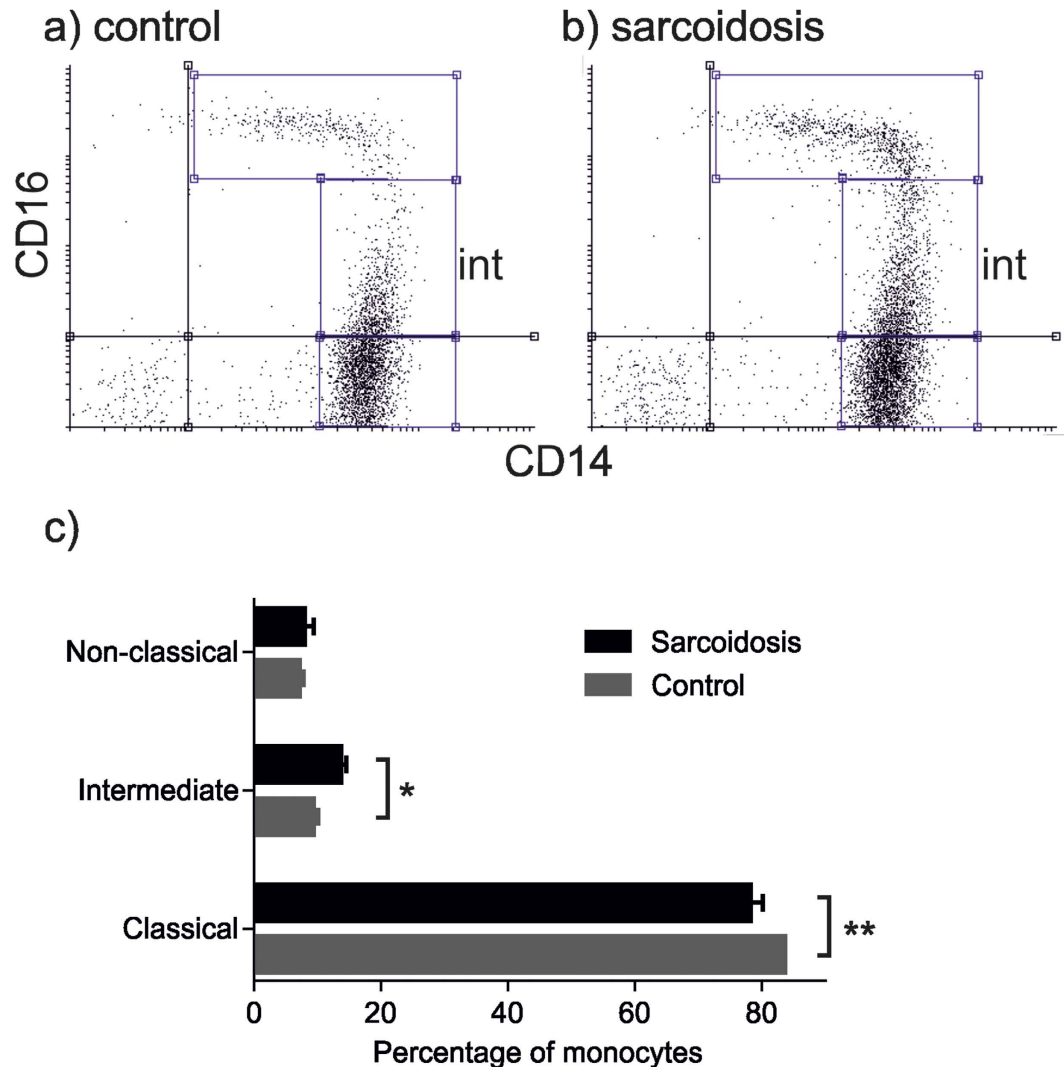 a) control
b) sarcoidosis
CD16
int
int
CD14
c)
Non-classical
Intermediate
Classical
Sarcoidosis
Control
*
**
0 20 40 60 80
Percentage of monocytes